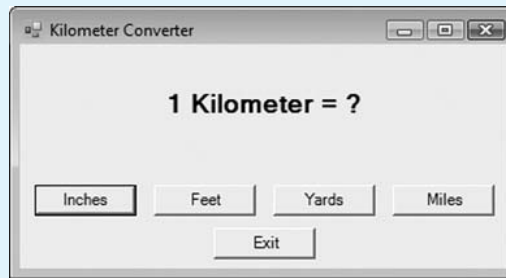 Kilometer Converter
1 Kilometer = ?
Inches Feet Yards Miles
Exit